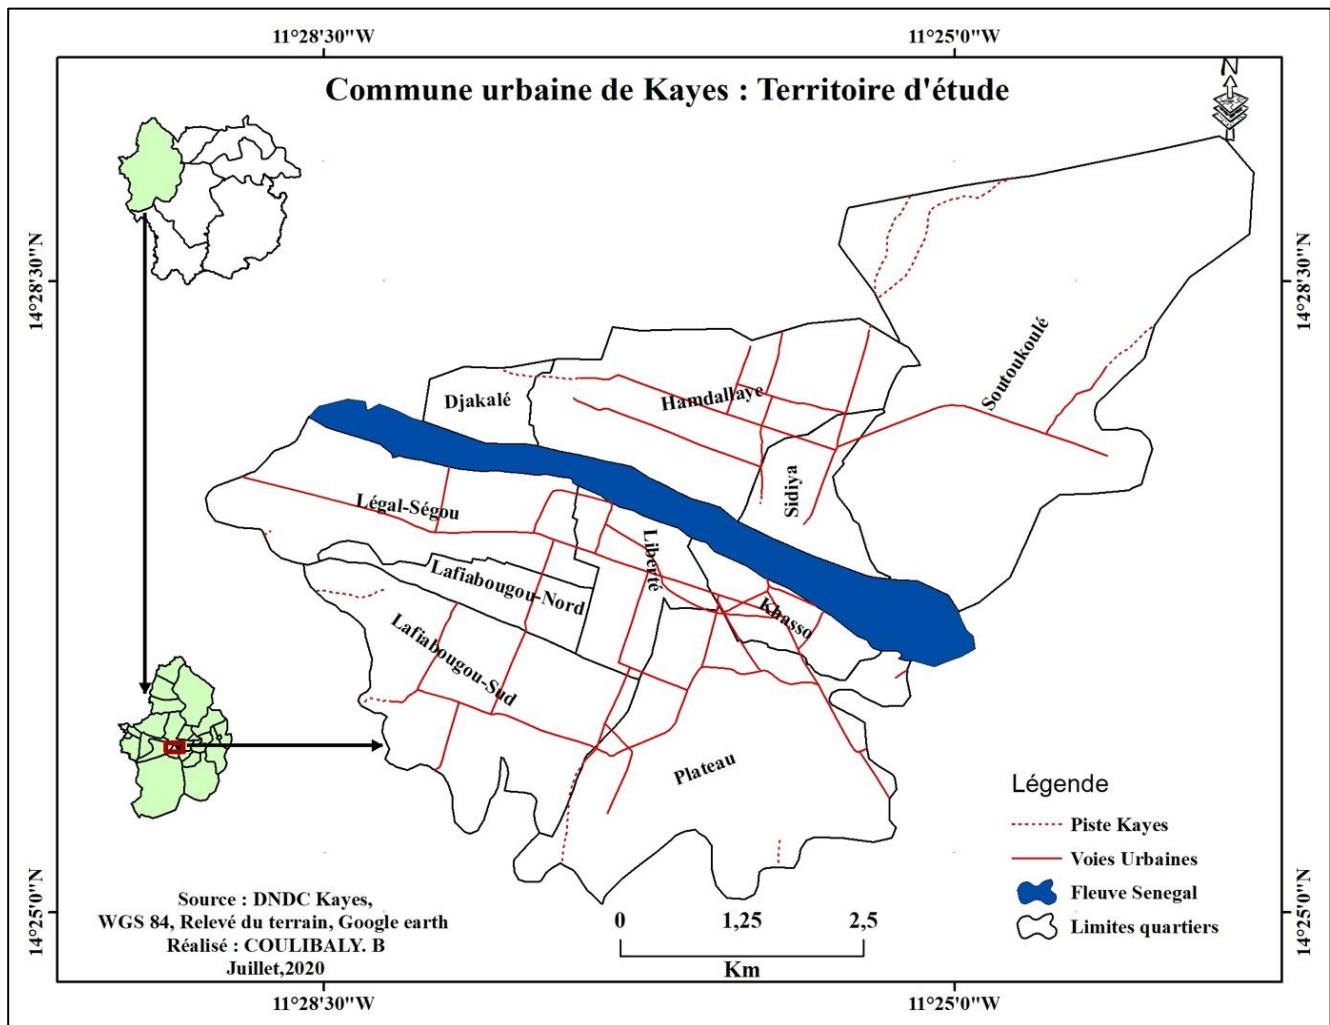 11°28'30"W
11°25'0"W
Commune urbaine de Kayes : Territoire d'étude
N
14°28'30"N
14°28'30"N
Soutoukoulé
Hamdallaye
Djakalé
Sidiya
Légal-Ségou
Liberté
Lafiabougou-Nord
Khasso
Lafiabougou-Sud
Plateau
Légende
Piste Kayes
Voies Urbaines
Fleuve Senegal
Limites quartiers
14°25'0"N
14°25'0"N
Source : DNDC Kayes,
WGS 84, Relevé du terrain, Google earth
Réalisé : COULIBALY. B
Juillet,2020
0 1,25 2,5
Km
11°28'30"W
11°25'0"W